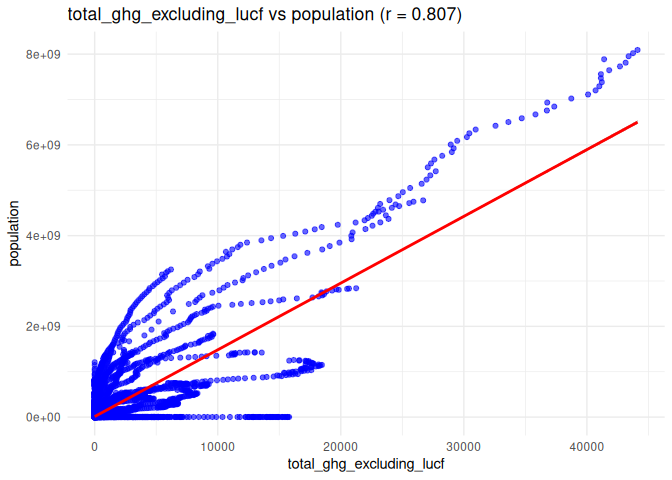 total_ghg_excluding_lucf vs population (r = 0.807)
8e+09
6e+09
4e+09
2e+09
0e+00
population
0
10000
20000
30000
40000
total_ghg_excluding_lucf